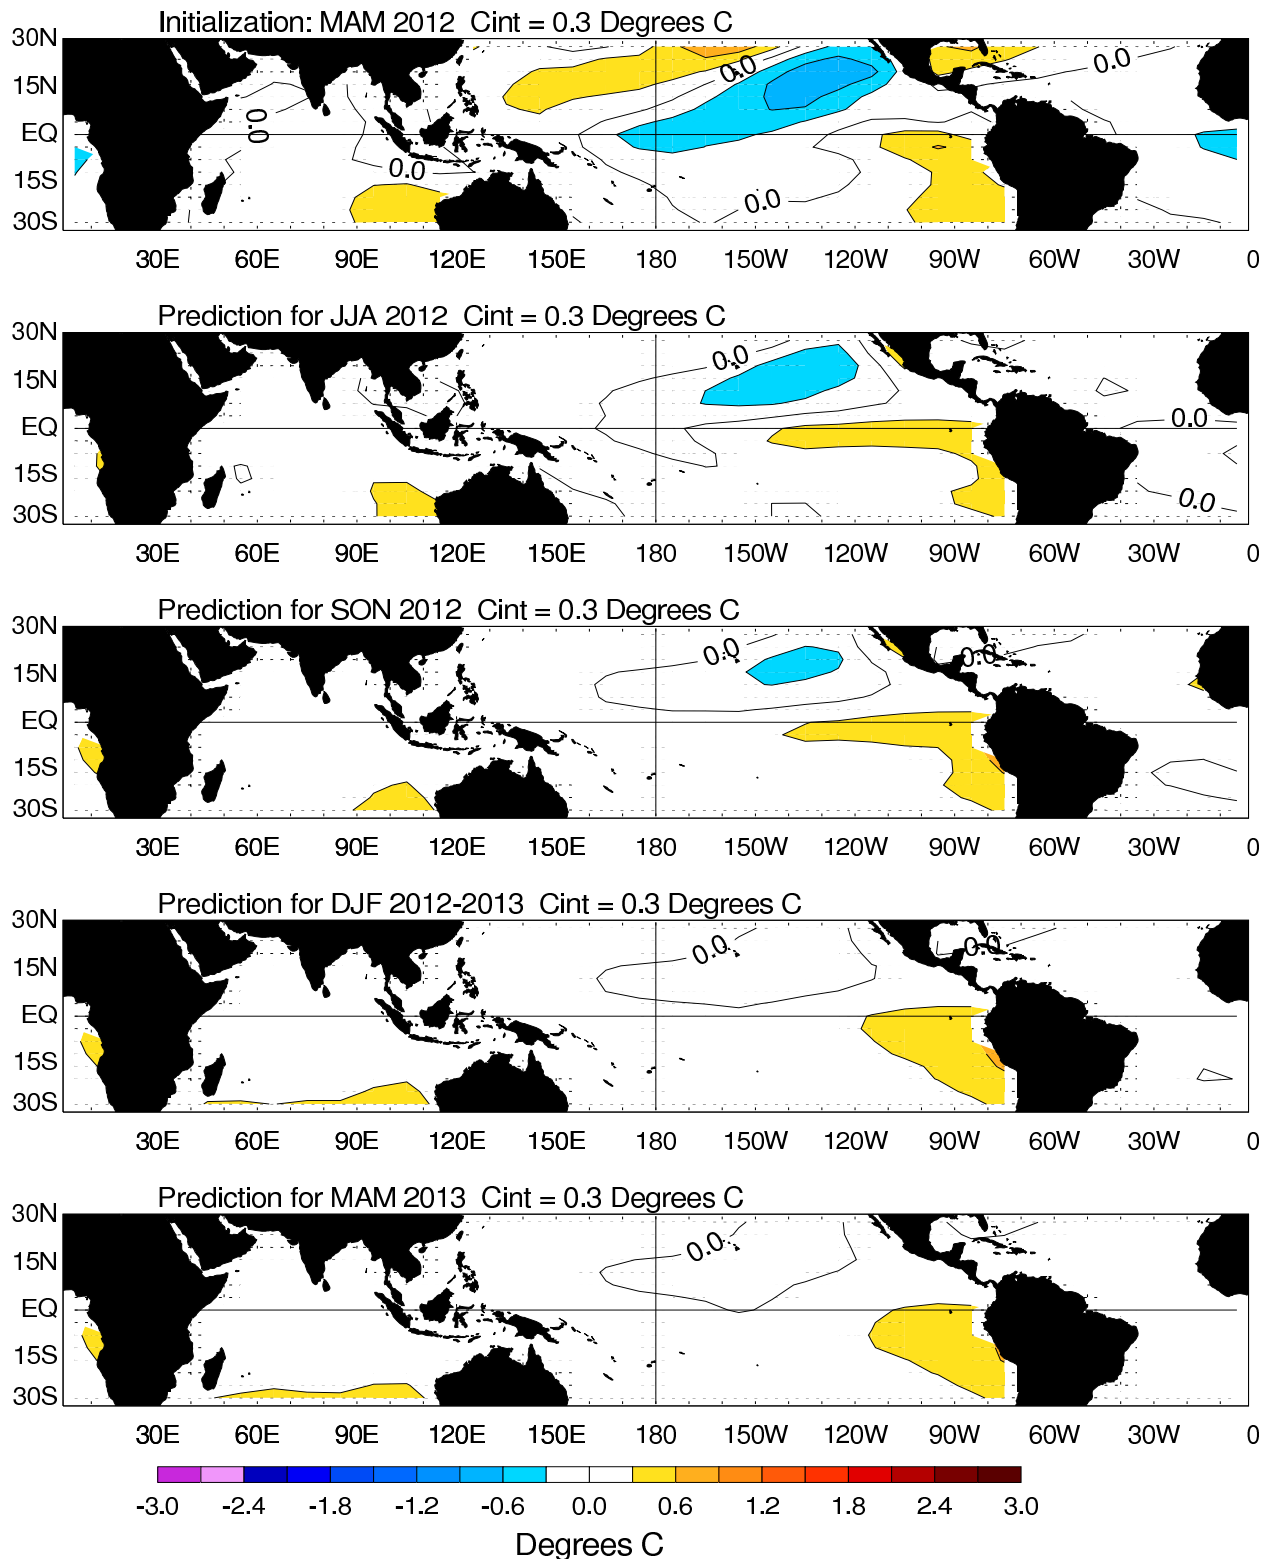 Initialization: MAM 2012  Cint = 0.3 Degrees C
30N
15N
EQ
15S
30S
0.0
0.0
0.0
0.0
0.0
30E 60E 90E 120E 150E 180 150W 120W 90W 60W 30W 0
Prediction for JJA 2012  Cint = 0.3 Degrees C
30N
15N
EQ
15S
30S
0.0
0.0
0.0
30E 60E 90E 120E 150E 180 150W 120W 90W 60W 30W 0
Prediction for SON 2012  Cint = 0.3 Degrees C
30N
15N
EQ
15S
30S
0.0
0.0
30E 60E 90E 120E 150E 180 150W 120W 90W 60W 30W 0
Prediction for DJF 2012-2013  Cint = 0.3 Degrees C
30N
15N
EQ
15S
30S
0.0
0.0
30E 60E 90E 120E 150E 180 150W 120W 90W 60W 30W 0
Prediction for MAM 2013  Cint = 0.3 Degrees C
30N
15N
EQ
15S
30S
0.0
30E 60E 90E 120E 150E 180 150W 120W 90W 60W 30W 0
-3.0 -2.4 -1.8 -1.2 -0.6 0.0 0.6 1.2 1.8 2.4 3.0
Degrees C